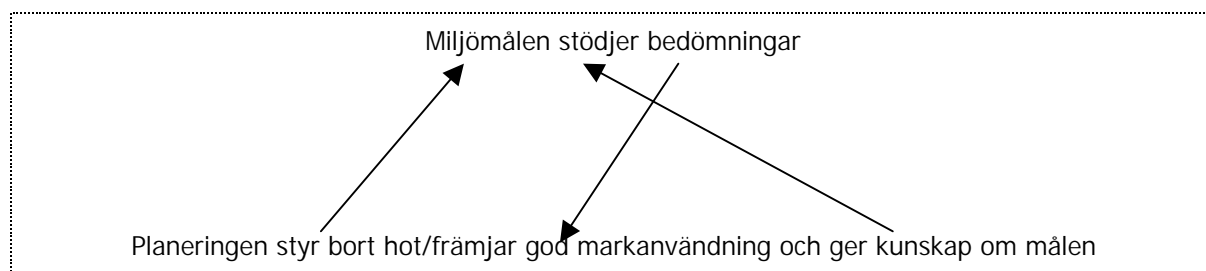 Miljömålen stödjer bedömningar
Planeringen styr bort hot/främjar god markanvändning och ger kunskap om målen